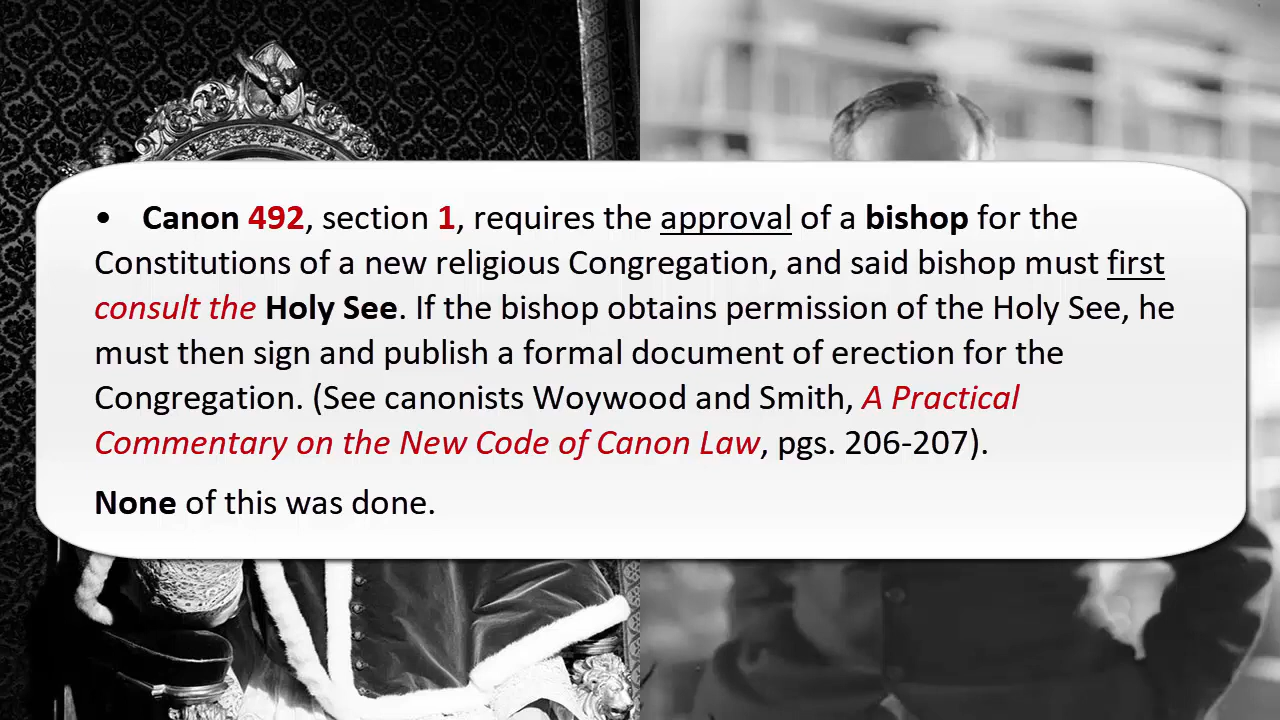 • Canon 492, section 1, requires the approval of a bishop for the
Constitutions of a new religious Congregation, and said bishop must first
consult the Holy See. If the bishop obtains permission of the Holy See, he
must then sign and publish a formal document of erection for the
Congregation. (See canonists Woywood and Smith, A Practical
Commentary on the New Code of Canon Law, pgs. 206-207).
None of this was done.